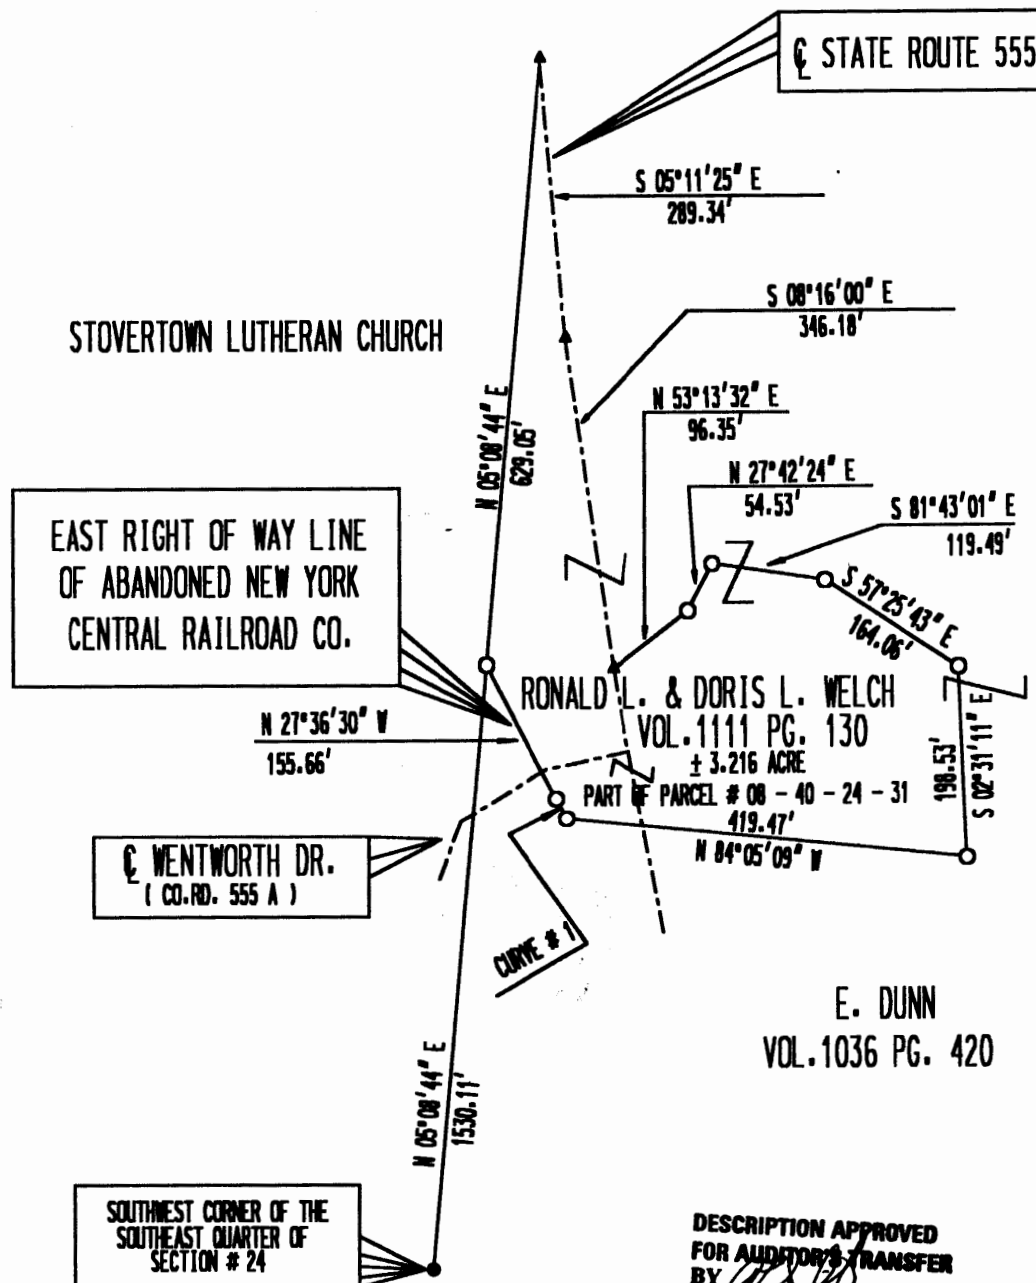 ℄ STATE ROUTE 555
S 05°11'25" E
289.34'
S 08°16'00" E
346.18'
STOVERTOWN LUTHERAN CHURCH
N 05°08'44" E
629.05'
N 53°13'32" E
96.35'
N 27°42'24" E
54.53'
S 81°43'01" E
119.49'
EAST RIGHT OF WAY LINE
OF ABANDONED NEW YORK
CENTRAL RAILROAD CO.
S 57°25'43" E
164.06'
N 27°36'30" W
155.66'
RONALD L. & DORIS L. WELCH
VOL.1111 PG. 130
± 3.216 ACRE
PART OF PARCEL # 08 - 40 - 24 - 31
419.47'
N 84°05'09" W
198.53'
S 02°31'11" E
℄ WENTWORTH DR.
( CO.RD. 555 A )
CURVE # 1
E. DUNN
VOL.1036 PG. 420
N 05°08'44" E
1530.11'
SOUTHWEST CORNER OF THE
SOUTHEAST QUARTER OF
SECTION # 24
DESCRIPTION APPROVED
FOR AUDITOR'S TRANSFER
BY